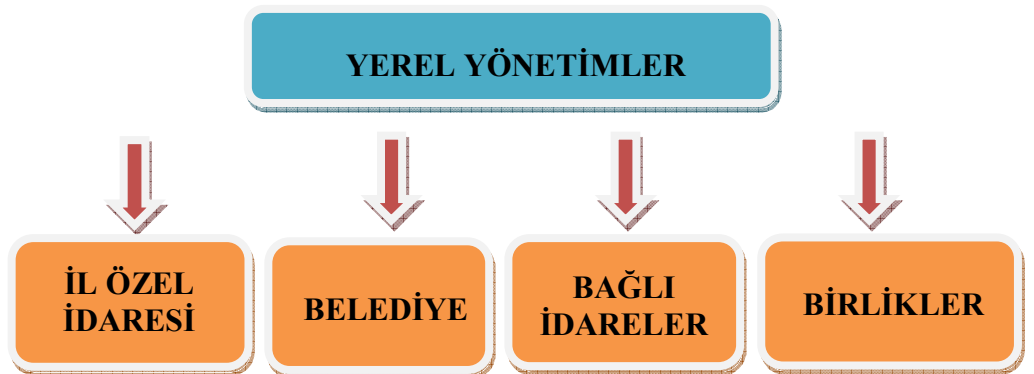 YEREL YÖNETİMLER
İL ÖZEL
İDARESİ
BELEDİYE
BAĞLI
İDARELER
BİRLİKLER